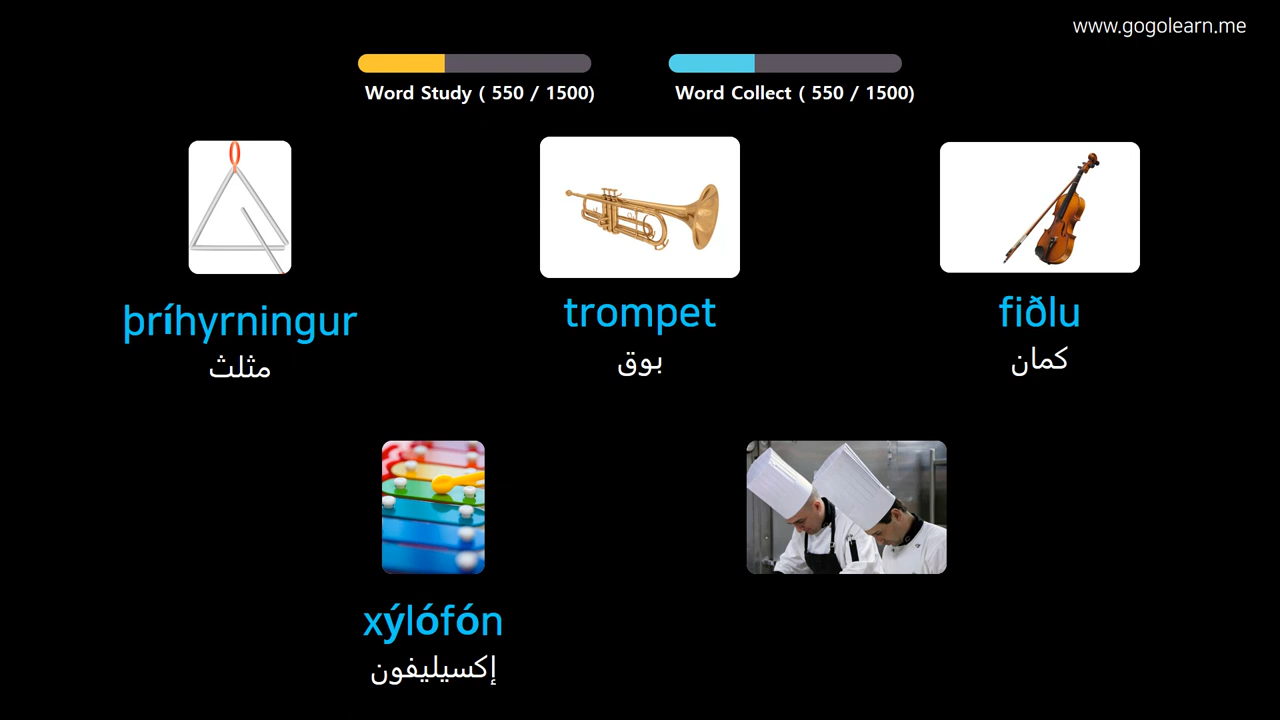 www.gogolearn.me
Word Study ( 550 / 1500)
Word Collect ( 550 / 1500)
þríhyrningur
مثلث
trompet
بوق
fiðlu
كمان
xýlófón
إكسيليفون